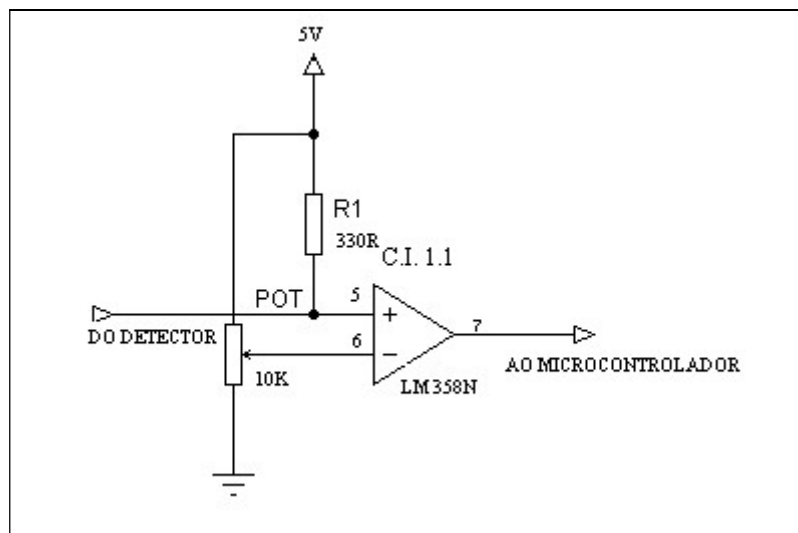 5V
R1
330R
C.I. 1.1
POT
5
+
DO DETECTOR
6
−
7
10K
LM358N
AO MICROCONTROLADOR